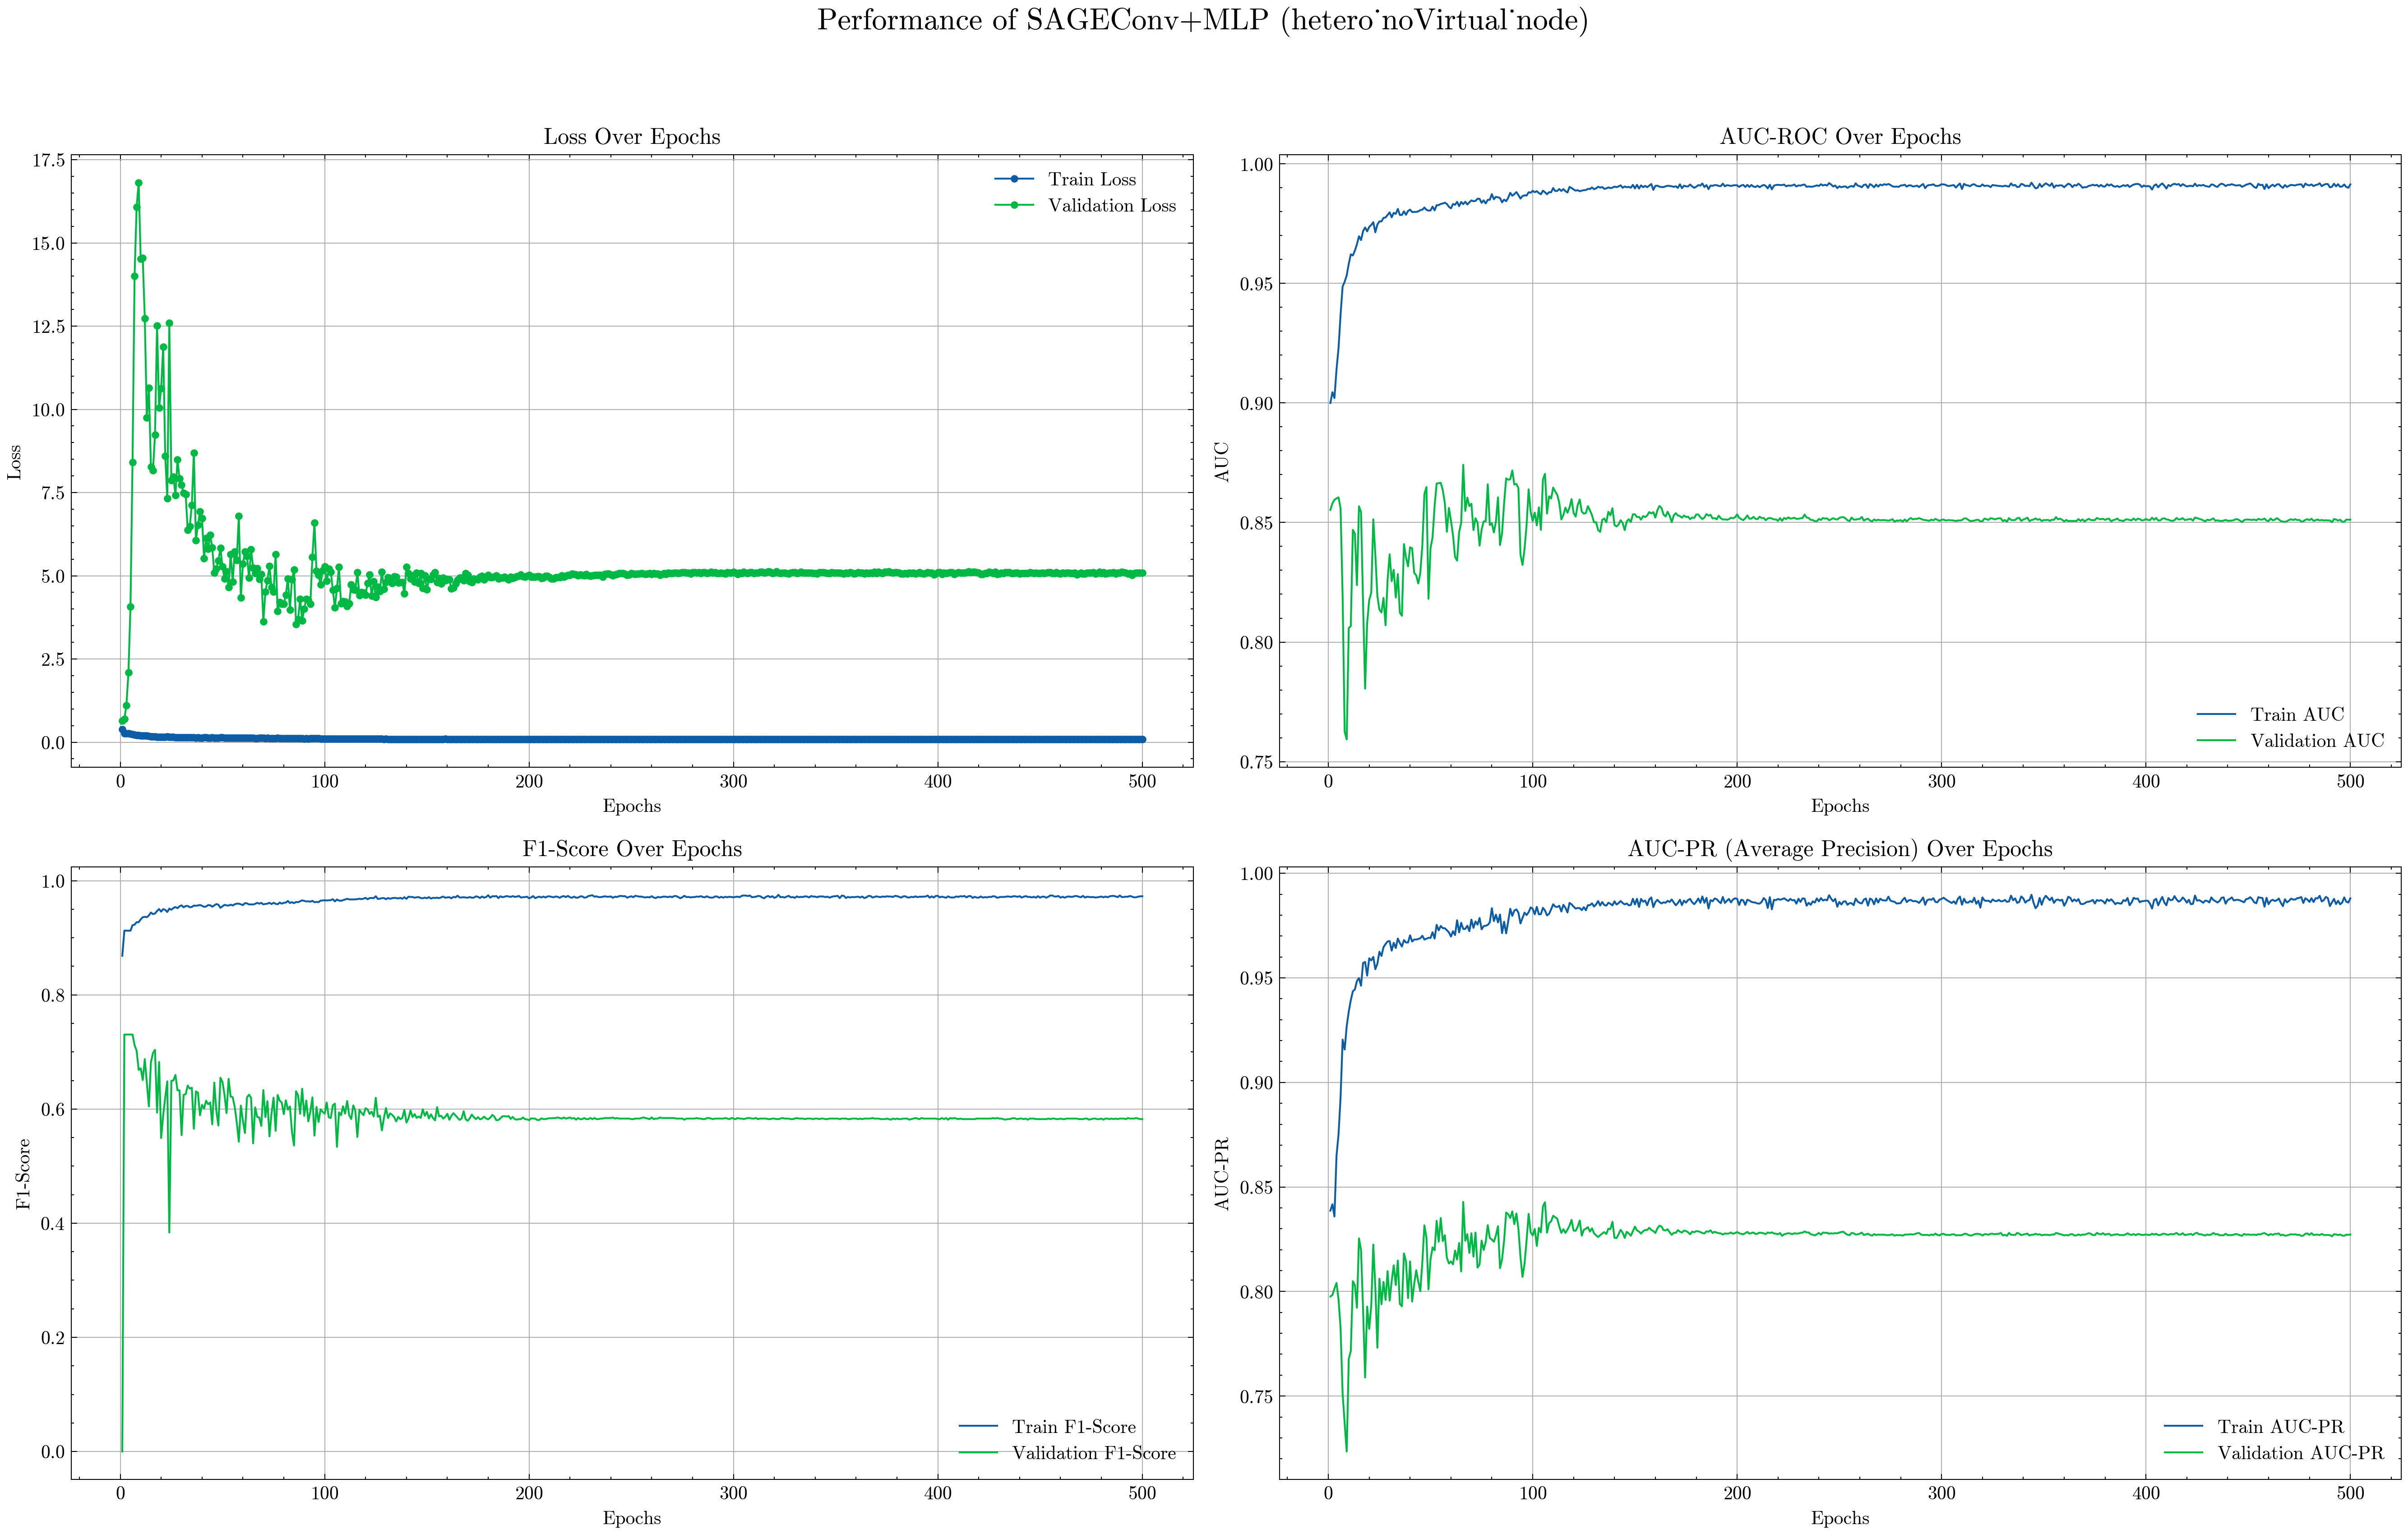 Performance of SAGEConv+MLP (hetero˙noVirtual˙node)
Loss Over Epochs
17.5
15.0
12.5
10.0
7.5
5.0
2.5
0.0
Loss
Train Loss
Validation Loss
0 100 200 300 400 500
Epochs
AUC-ROC Over Epochs
1.00
0.95
0.90
0.85
0.80
0.75
AUC
Train AUC
Validation AUC
0 100 200 300 400 500
Epochs
F1-Score Over Epochs
1.0
0.8
0.6
0.4
0.2
0.0
F1-Score
Train F1-Score
Validation F1-Score
0 100 200 300 400 500
Epochs
AUC-PR (Average Precision) Over Epochs
1.00
0.95
0.90
0.85
0.80
0.75
AUC-PR
Train AUC-PR
Validation AUC-PR
0 100 200 300 400 500
Epochs